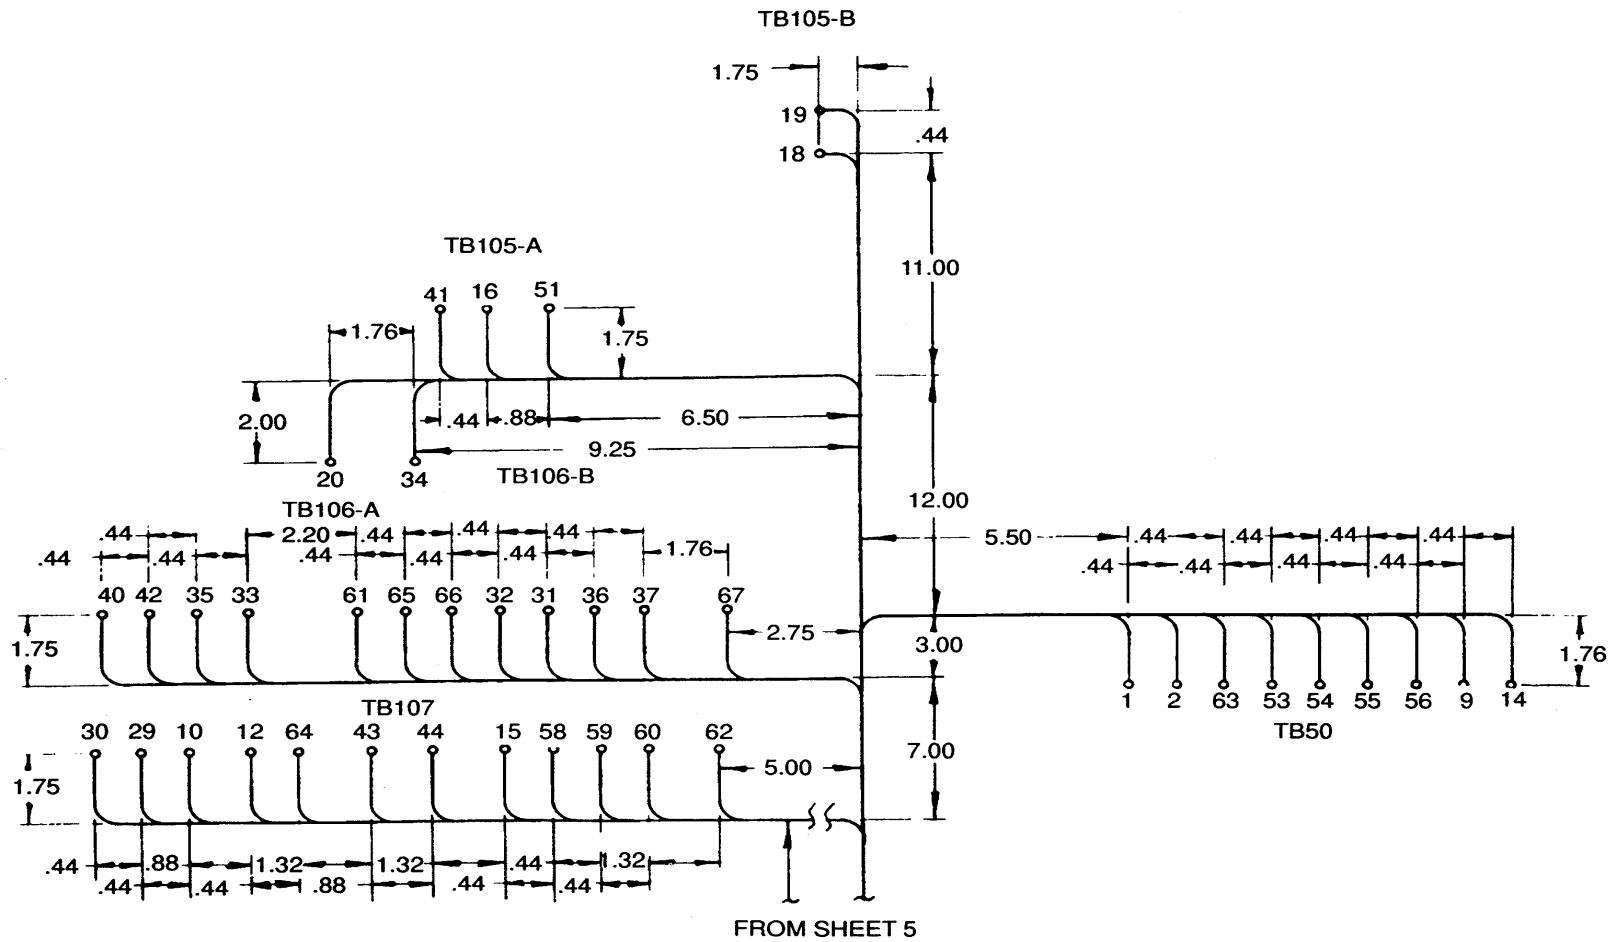 TB105-B
1.75
19
.44
18
11.00
TB105-A
41 16 51
1.76
1.75
2.00
.44 .88 6.50
9.25
20 34 TB106-B
12.00
TB106-A
.44 2.20 .44 .44 .44
.44 .44 .44 .44 .44 1.76
5.50 .44 .44 .44 .44
.44 .44 .44 .44
40 42 35 33 61 65 66 32 31 36 37 67
1.75
2.75
3.00
1.76
1 2 63 53 54 55 56 9 14
TB50
TB107
30 29 10 12 64 43 44 15 58 59 60 62
1.75
5.00
7.00
.44 .88 1.32 1.32 .44 1.32
.44 .44 .88 .44 .44
FROM SHEET 5